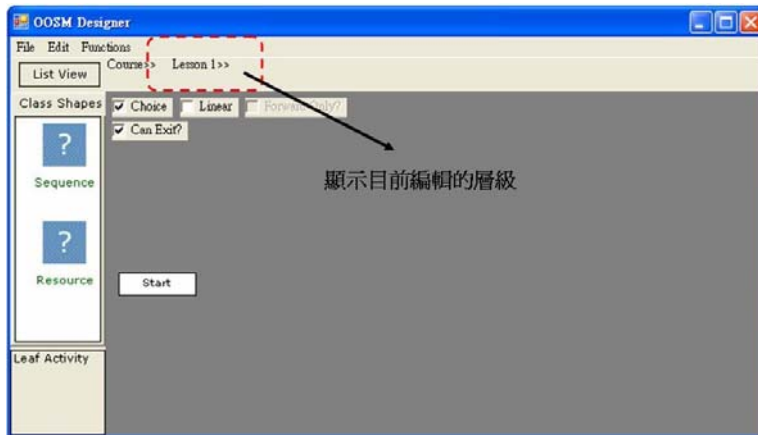 OOSM Designer
File Edit Functions
List View
Course>> Lesson 1>>
Class Shapes
Choice Linear Forward Only?
Can Exit?
?
Sequence
顯示目前編輯的層級
?
Resource
Start
Leaf Activity